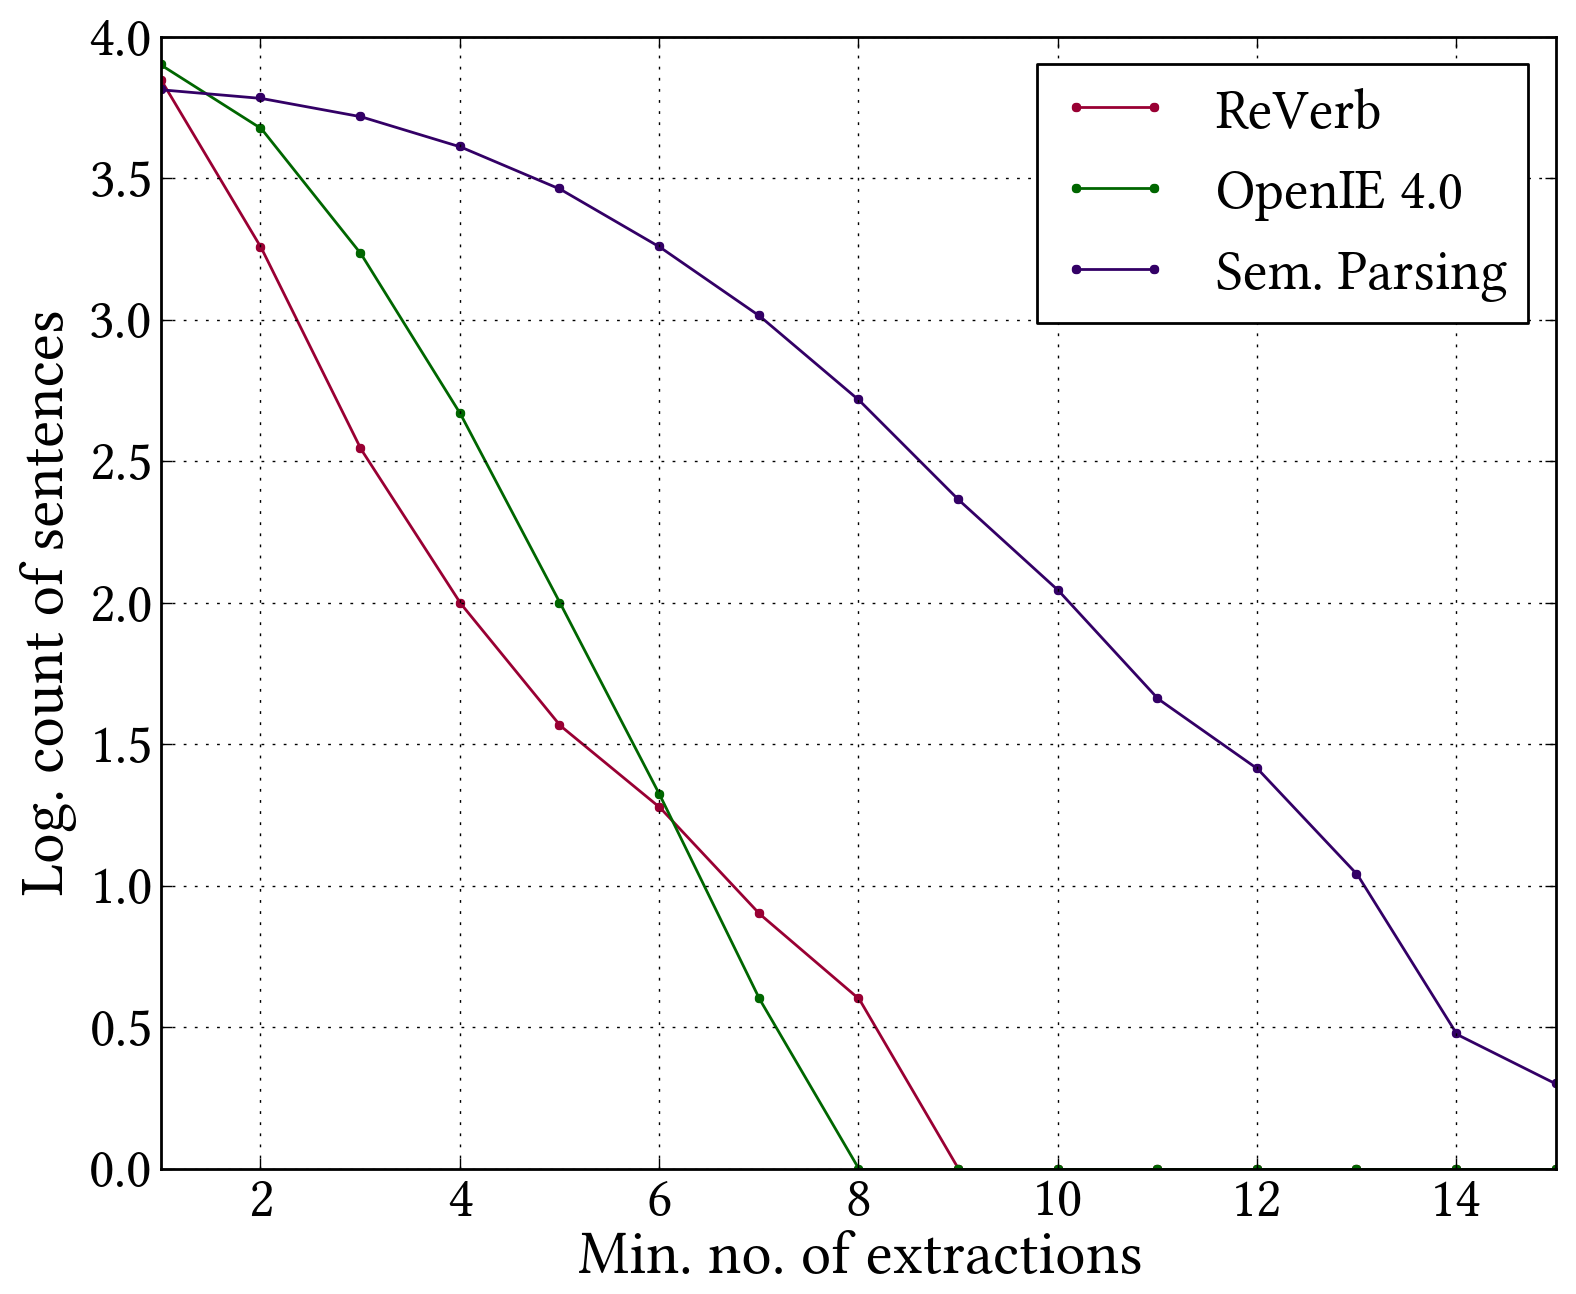 4.0
3.5
3.0
2.5
2.0
1.5
1.0
0.5
0.0
Log. count of sentences
ReVerb
OpenIE 4.0
Sem. Parsing
2 4 6 8 10 12 14
Min. no. of extractions